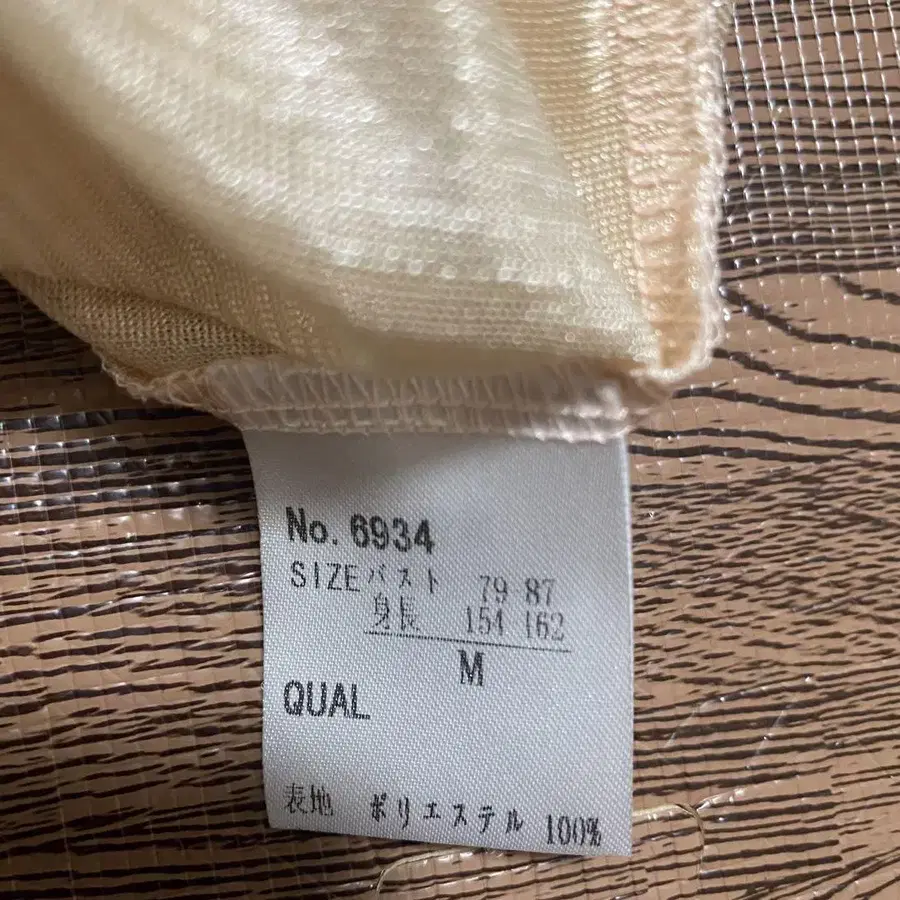 No. 6934
SIZE バスト 79 87
身長 154 162
M
QUAL
表地 ポリエステル 100%